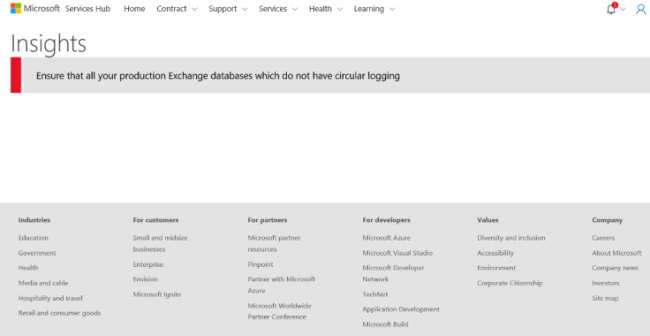 Microsoft Services Hub Home Contract Support Services Health Learning
Insights
Ensure that all your production Exchange databases which do not have circular logging
Industries For customers For partners For developers Values Company
Education Small and midsize businesses Microsoft partner resources Microsoft Azure Diversity and inclusion Careers
Government Enterprise Pinpoint Microsoft Visual Studio Accessibility About Microsoft
Health Envision Partner with Microsoft Azure Microsoft Developer Network Environment Company news
Media and cable Microsoft Ignite Microsoft Worldwide Partner Conference TechNet Corporate Citizenship Investors
Hospitality and travel Application Development Site map
Retail and consumer goods Microsoft Build